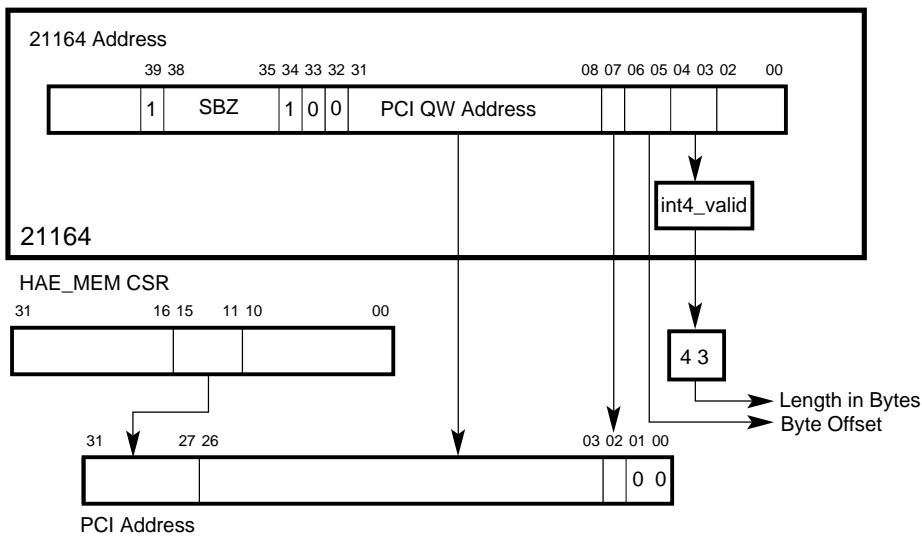 21164 Address
39 38 35 34 33 32 31 08 07 06 05 04 03 02 00
1 SBZ 1 0 0 PCI QW Address
int4_valid
21164
HAE_MEM CSR
31 16 15 11 10 00
4 3
Length in Bytes
Byte Offset
31 27 26 03 02 01 00
0 0
PCI Address